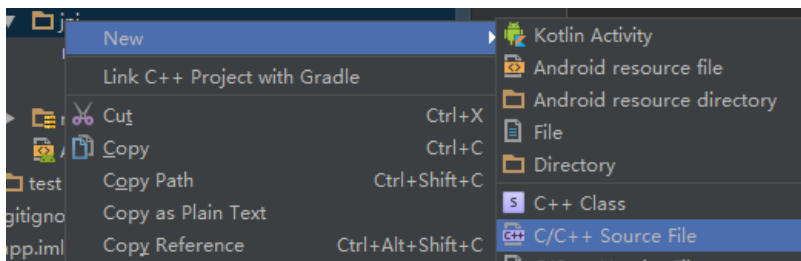 jni
New
Link C++ Project with Gradle
Cut Ctrl+X
Copy Ctrl+C
Copy Path Ctrl+Shift+C
Copy as Plain Text
Copy Reference Ctrl+Alt+Shift+C
test
gitigno
app.iml
Kotlin Activity
Android resource file
Android resource directory
File
Directory
S C++ Class
C++ C/C++ Source File